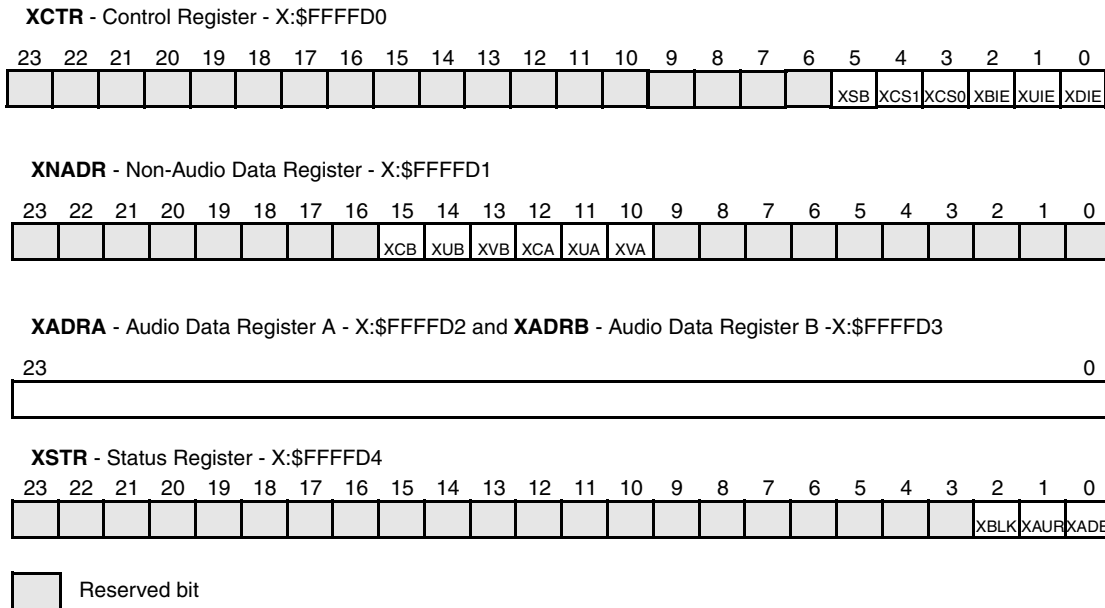 XCTR - Control Register - X:$FFFFD0
23 22 21 20 19 18 17 16 15 14 13 12 11 10 9 8 7 6 5 4 3 2 1 0
XSB XCS1 XCS0 XBIE XUIE XDIE
XNADR - Non-Audio Data Register - X:$FFFFD1
23 22 21 20 19 18 17 16 15 14 13 12 11 10 9 8 7 6 5 4 3 2 1 0
XCB XUB XVB XCA XUA XVA
XADRA - Audio Data Register A - X:$FFFFD2 and XADRB - Audio Data Register B -X:$FFFFD3
23 0
XSTR - Status Register - X:$FFFFD4
23 22 21 20 19 18 17 16 15 14 13 12 11 10 9 8 7 6 5 4 3 2 1 0
XBLK XAUR XADE
Reserved bit